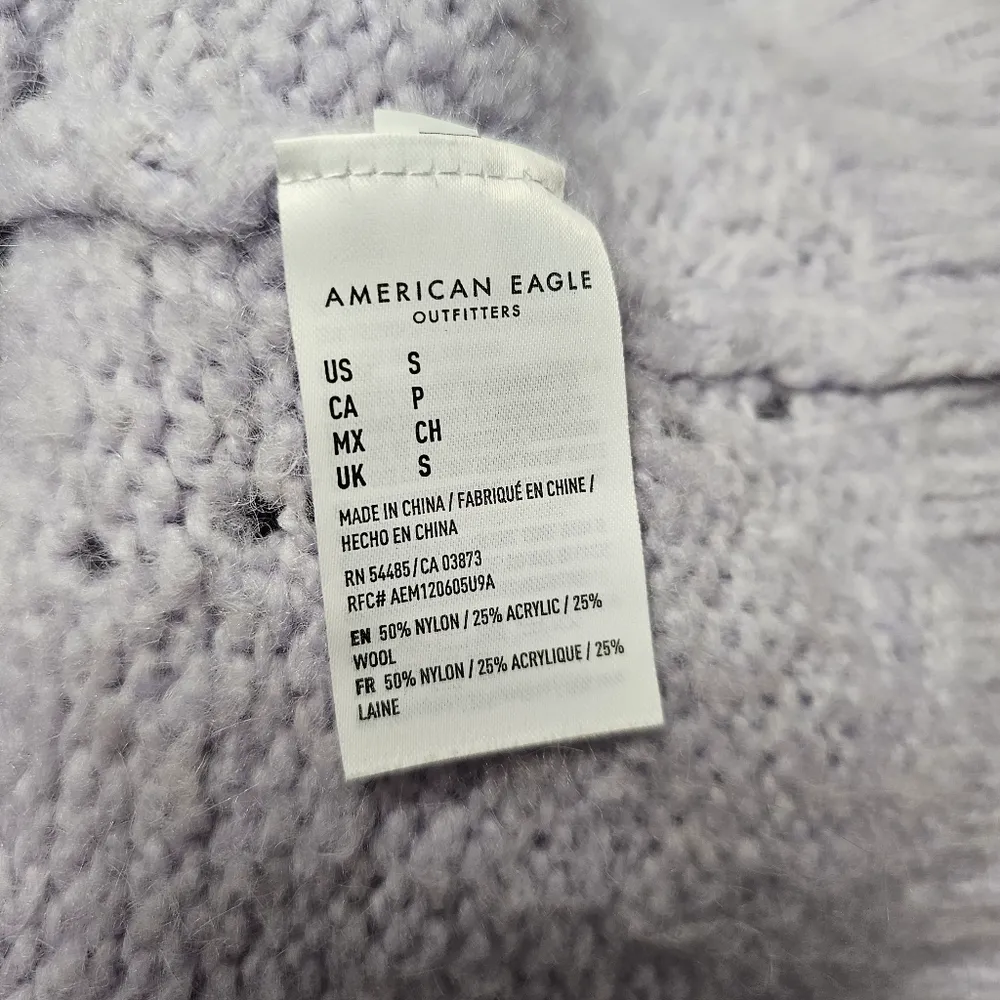 AMERICAN EAGLE
OUTFITTERS
US S
CA P
MX CH
UK S
MADE IN CHINA / FABRIQUÉ EN CHINE /
HECHO EN CHINA
RN 54485 / CA 03873
RFC# AEM120605U9A
EN 50% NYLON / 25% ACRYLIC / 25%
WOOL
FR 50% NYLON / 25% ACRYLIQUE / 25%
LAINE